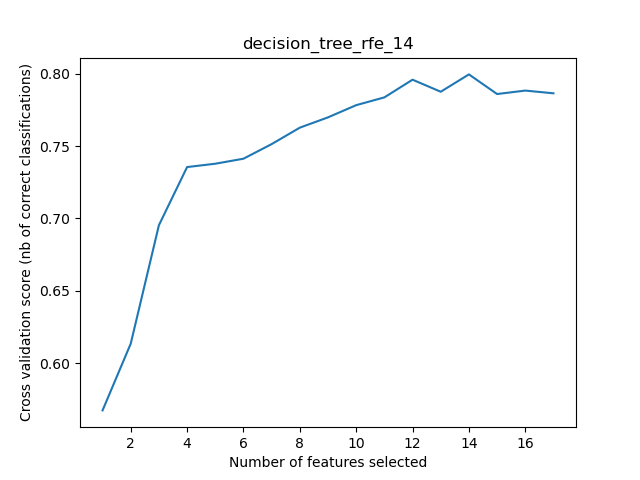 decision_tree_rfe_14
Cross validation score (nb of correct classifications)
0.80
0.75
0.70
0.65
0.60
2 4 6 8 10 12 14 16
Number of features selected